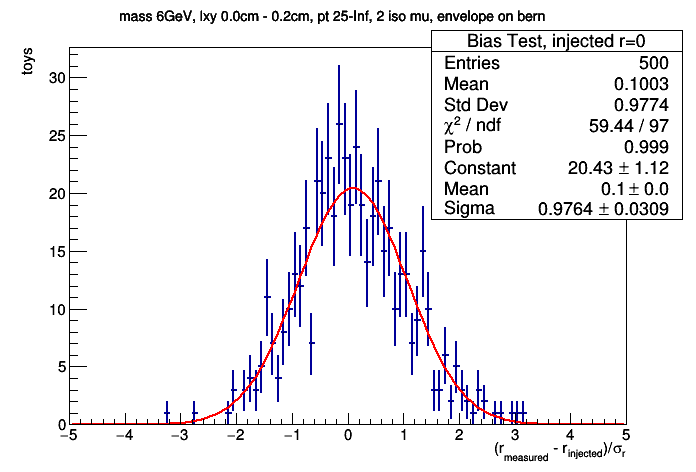 mass 6GeV, lxy 0.0cm - 0.2cm, pt 25-Inf, 2 iso mu, envelope on bern
Bias Test, injected r=0
Entries 500
Mean 0.1003
Std Dev 0.9774
χ² / ndf 59.44 / 97
Prob 0.999
Constant 20.43 ± 1.12
Mean 0.1 ± 0.0
Sigma 0.9764 ± 0.0309
toys
30
25
20
15
10
5
0
−5 −4 −3 −2 −1 0 1 2 3 4 5
(r_measured - r_injected)/σ_r